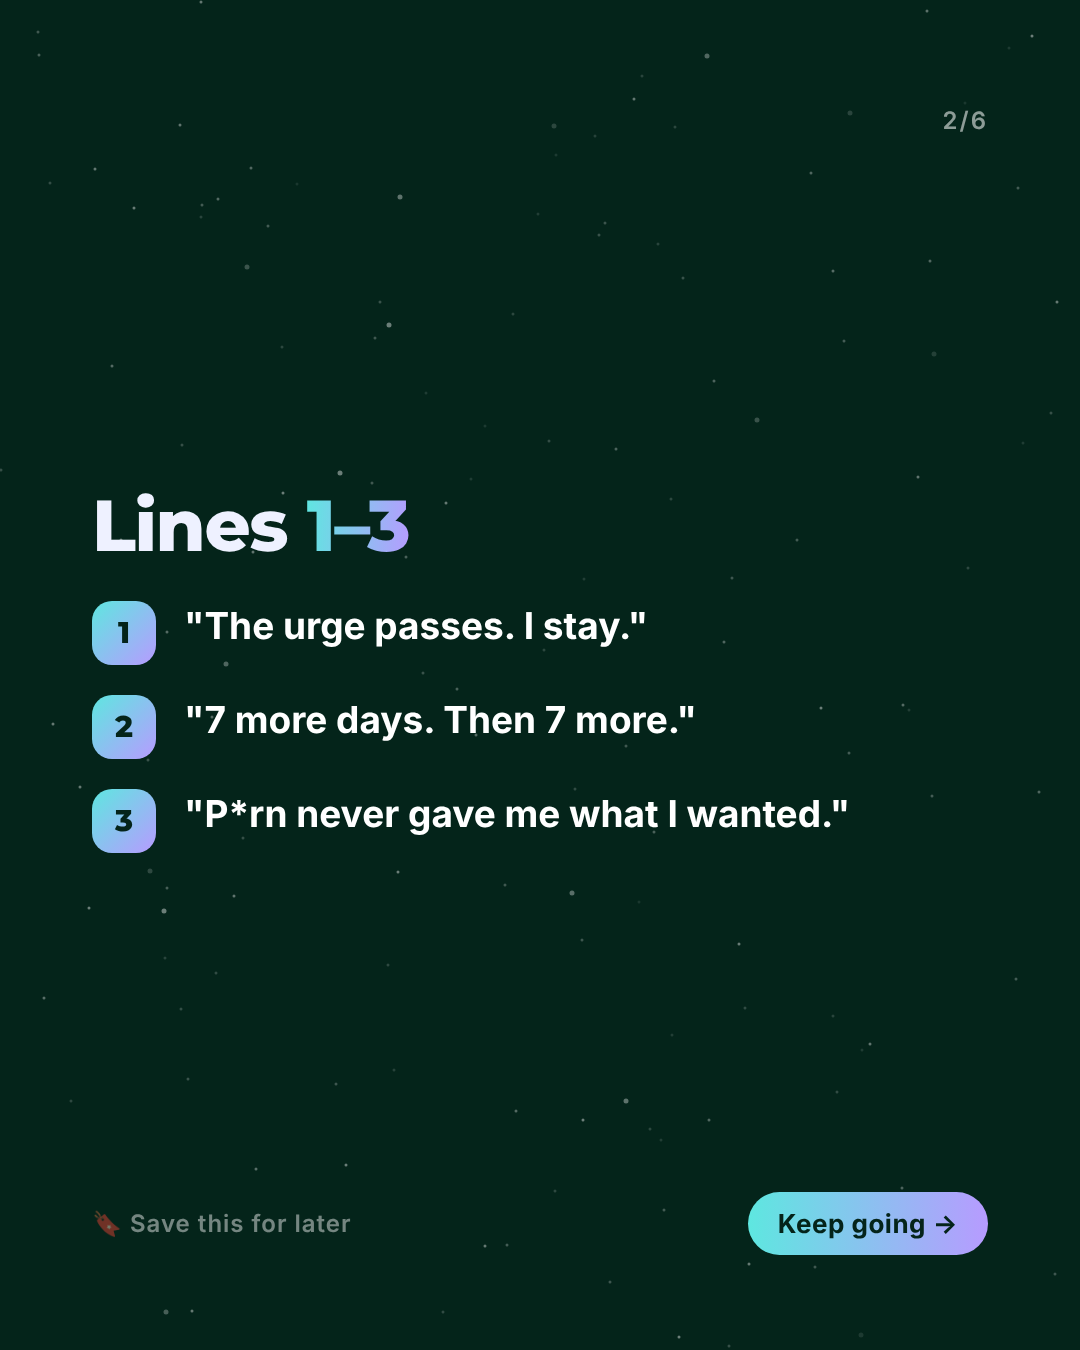 2/6
Lines 1–3
1 "The urge passes. I stay."
2 "7 more days. Then 7 more."
3 "P*rn never gave me what I wanted."
🔖 Save this for later
Keep going →